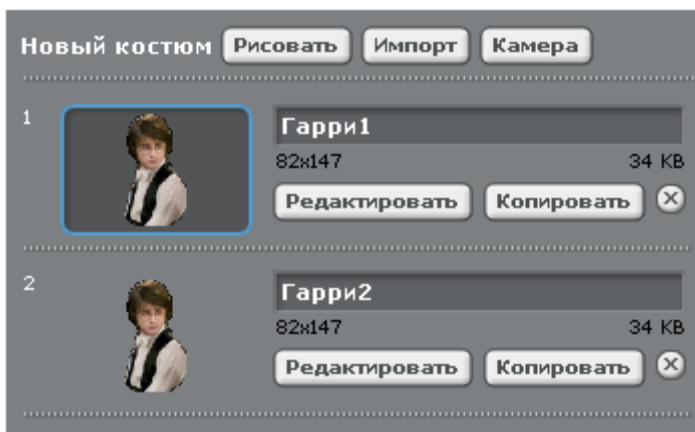 Новый костюм Рисовать Импорт Камера
1
Гарри1
82x147 34 KB
Редактировать Копировать
2
Гарри2
82x147 34 KB
Редактировать Копировать